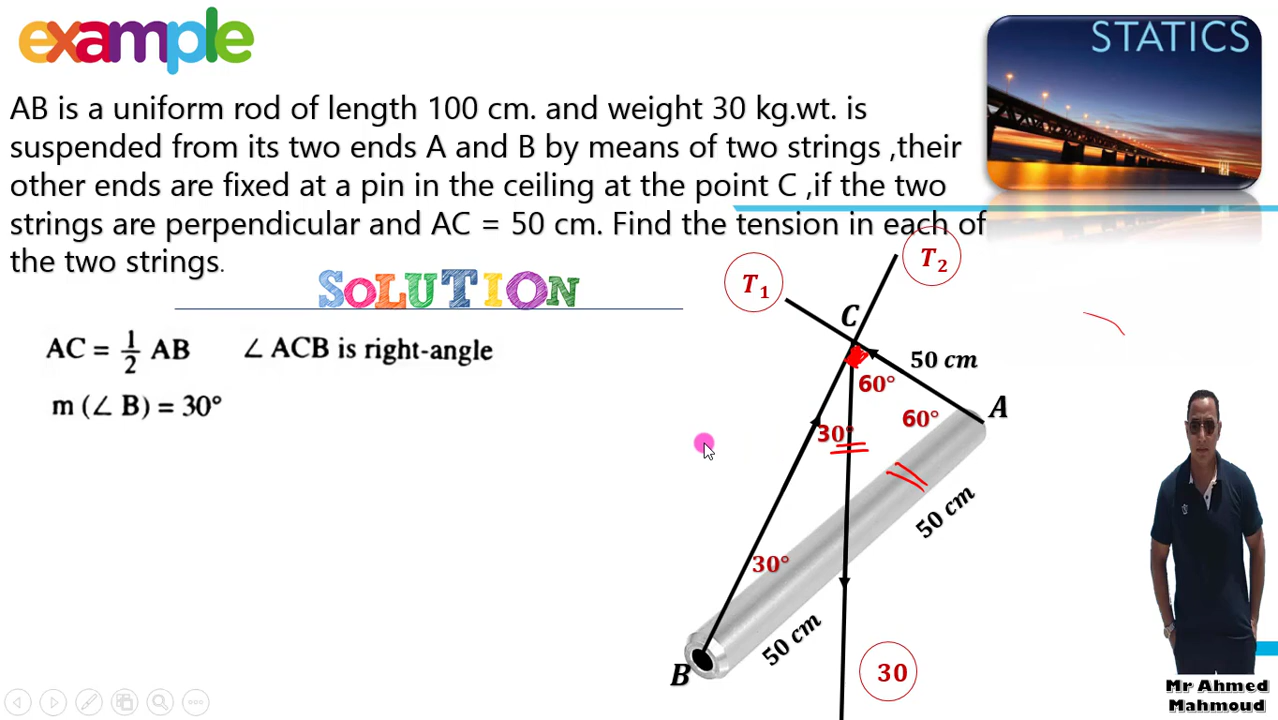 example
STATICS
AB is a uniform rod of length 100 cm. and weight 30 kg.wt. is
suspended from its two ends A and B by means of two strings ,their
other ends are fixed at a pin in the ceiling at the point C ,if the two
strings are perpendicular and AC = 50 cm. Find the tension in each of
the two strings.
SOLUTION
AC = 1/2 AB ∠ ACB is right-angle
m (∠ B) = 30°
T₁
T₂
C
50 cm
60°
A
60°
30°
50 cm
30°
50 cm
B
30
Mr Ahmed
Mahmoud